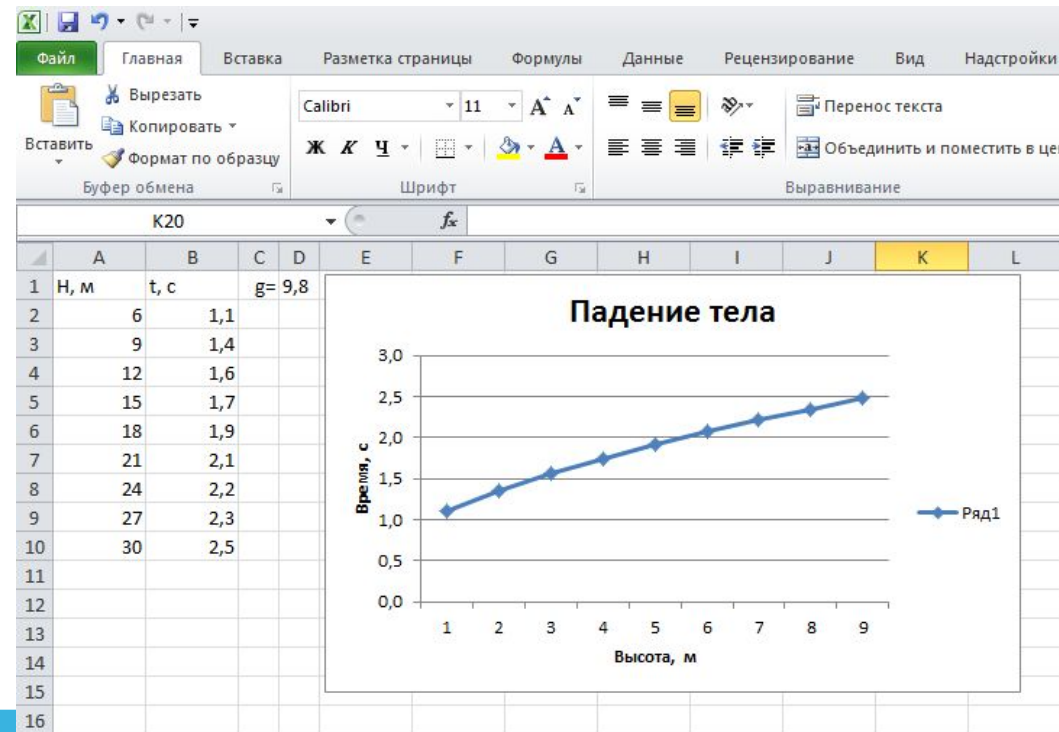 Файл Главная Вставка Разметка страницы Формулы Данные Рецензирование Вид Надстройки
Вставить
Вырезать
Копировать
Формат по образцу
Буфер обмена
Calibri 11
Ж К Ч
Шрифт
Перенос текста
Объединить и поместить в це
Выравнивание
K20 fx
A B C D E F G H I J K L
1 H, м t, с g= 9,8
2 6 1,1
3 9 1,4
4 12 1,6
5 15 1,7
6 18 1,9
7 21 2,1
8 24 2,2
9 27 2,3
10 30 2,5
11
12
13
14
15
16
Падение тела
Время, с
3,0
2,5
2,0
1,5
1,0
0,5
0,0
1 2 3 4 5 6 7 8 9
Высота, м
Ряд1